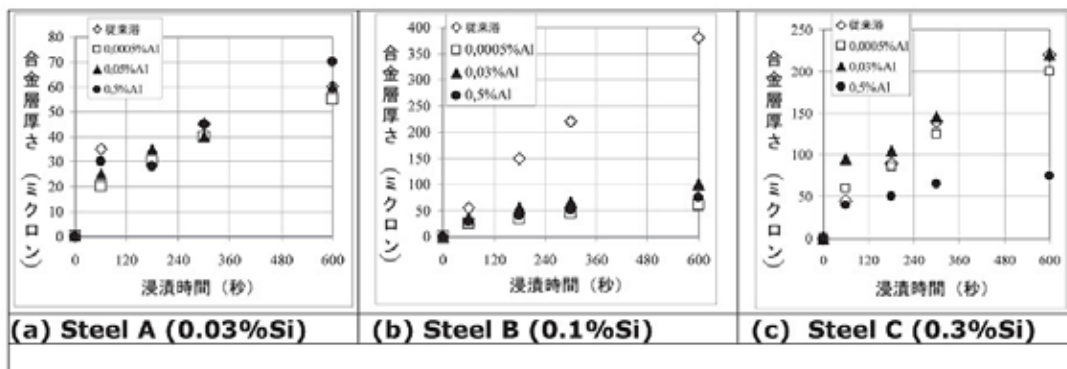 合金層厚さ（ミクロン）
80
70
60
50
40
30
20
10
0
従来浴
0,0005%Al
0,05%Al
0,5%Al
0 120 240 360 480 600
浸漬時間（秒）
(a) Steel A (0.03%Si)
合金層厚さ（ミクロン）
400
350
300
250
200
150
100
50
0
従来浴
0,0005%Al
0,03%Al
0,5%Al
0 120 240 360 480 600
浸漬時間（秒）
(b) Steel B (0.1%Si)
合金層厚さ（ミクロン）
250
200
150
100
50
0
従来浴
0,0005%Al
0,03%Al
0,5%Al
0 120 240 360 480 600
浸漬時間（秒）
(c) Steel C (0.3%Si)